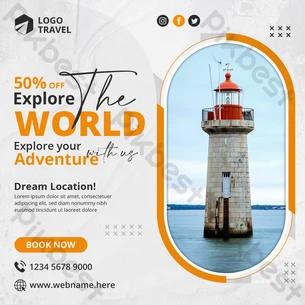 LOGO
TRAVEL
50% OFF
Explore The
WORLD
Explore your
Adventure with us
Dream Location!
BOOK NOW
1234 5678 9000
www.webname.here
pixbest